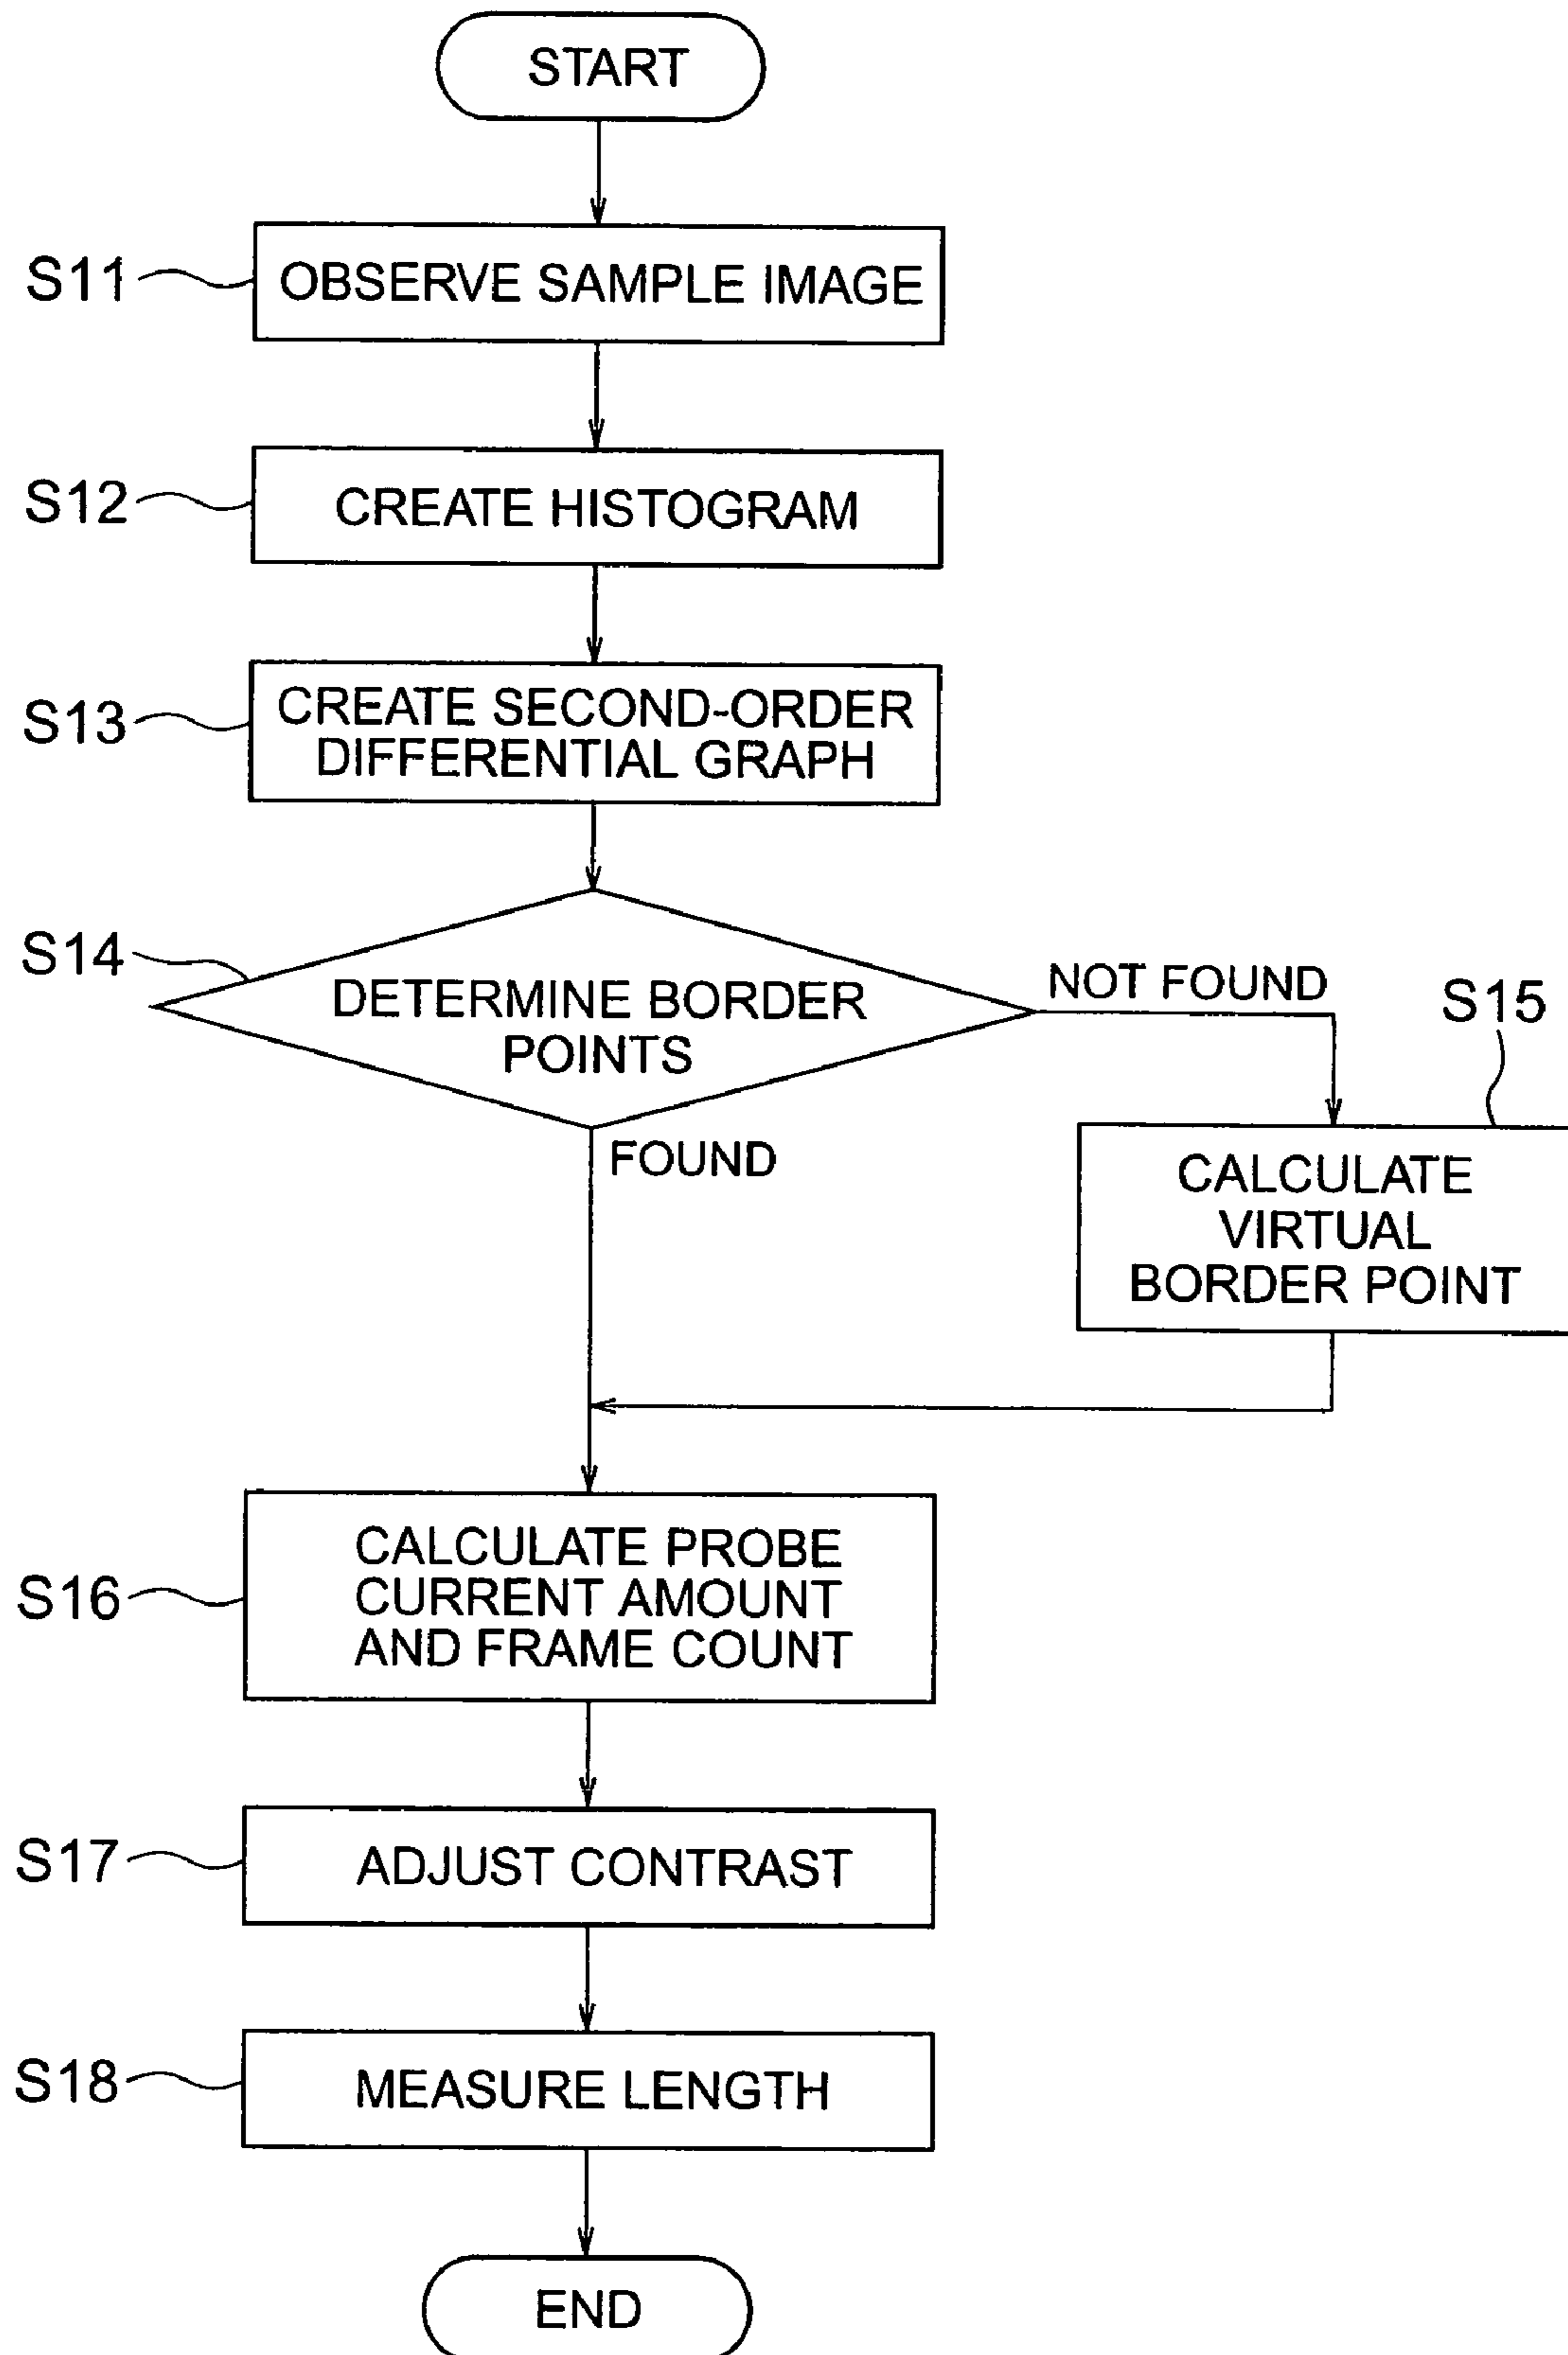 START
S11
OBSERVE SAMPLE IMAGE
S12
CREATE HISTOGRAM
S13
CREATE SECOND-ORDER
DIFFERENTIAL GRAPH
S14
DETERMINE BORDER
POINTS
NOT FOUND
S15
FOUND
CALCULATE
VIRTUAL
BORDER POINT
S16
CALCULATE PROBE
CURRENT AMOUNT
AND FRAME COUNT
S17
ADJUST CONTRAST
S18
MEASURE LENGTH
END